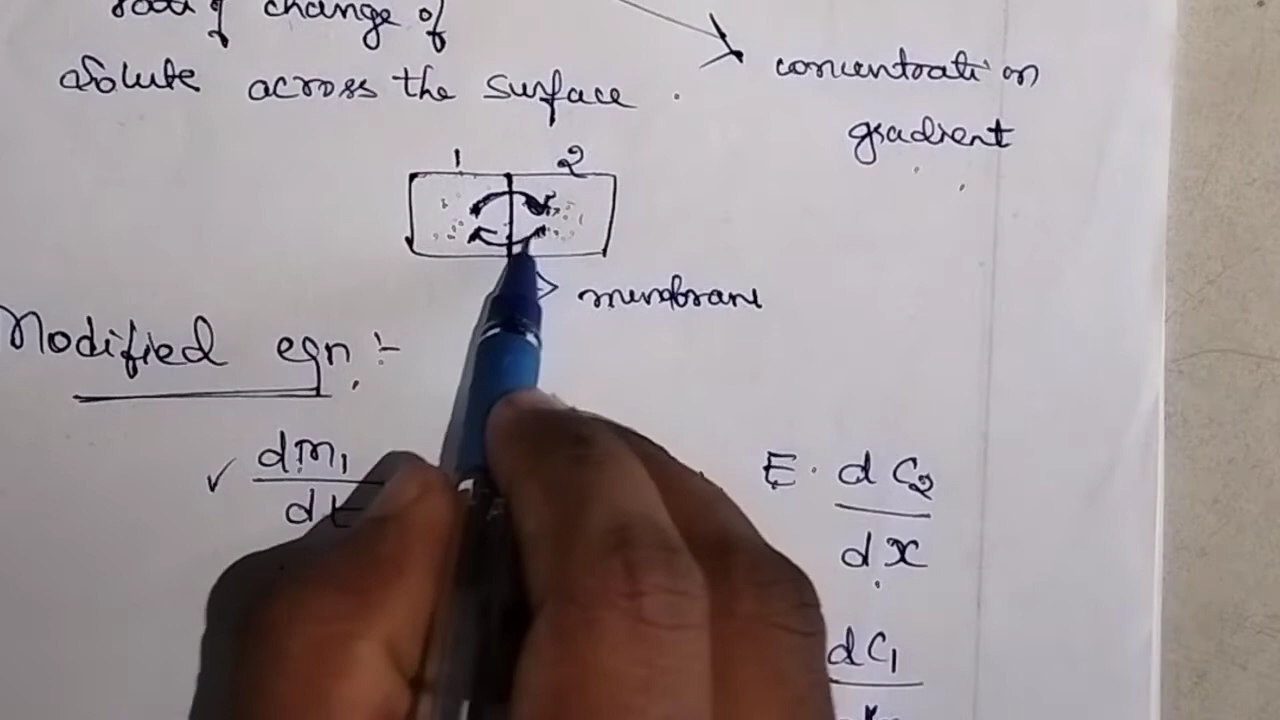 change of
concentration
solute across the surface.
gradient
1 2
membrane
Modified eqn :-
✓ dm₁
dt
E. dC₂
dx
dC₁